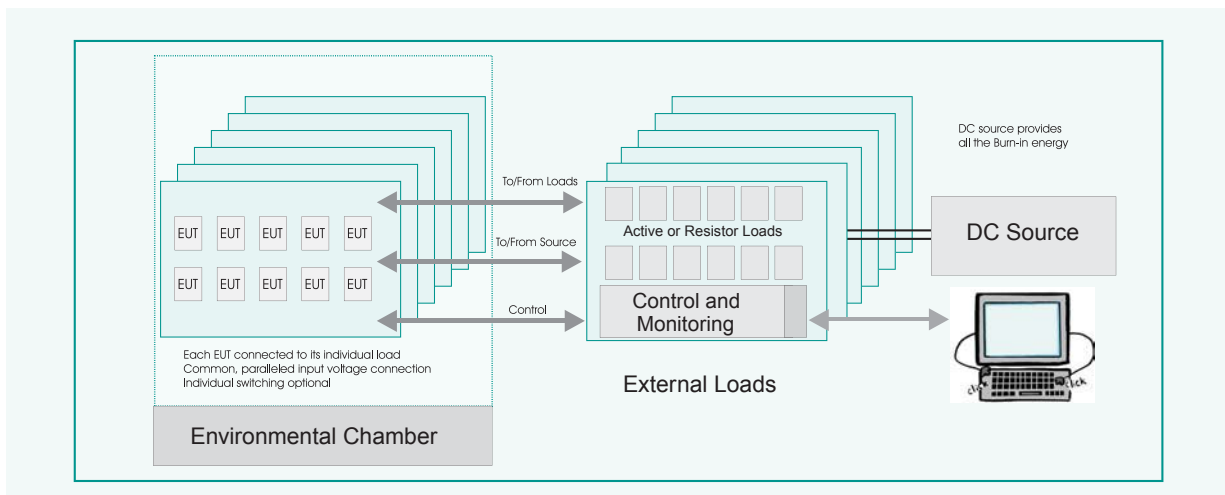 DC source provides
all the Burn-in energy
To/From Loads
EUT EUT EUT EUT EUT
Active or Resistor Loads
DC Source
To/From Source
EUT EUT EUT EUT EUT
Control
Control and
Monitoring
Each EUT connected to its individual load
Common, paralleled input voltage connection
Individual switching optional
External Loads
click
click
Environmental Chamber